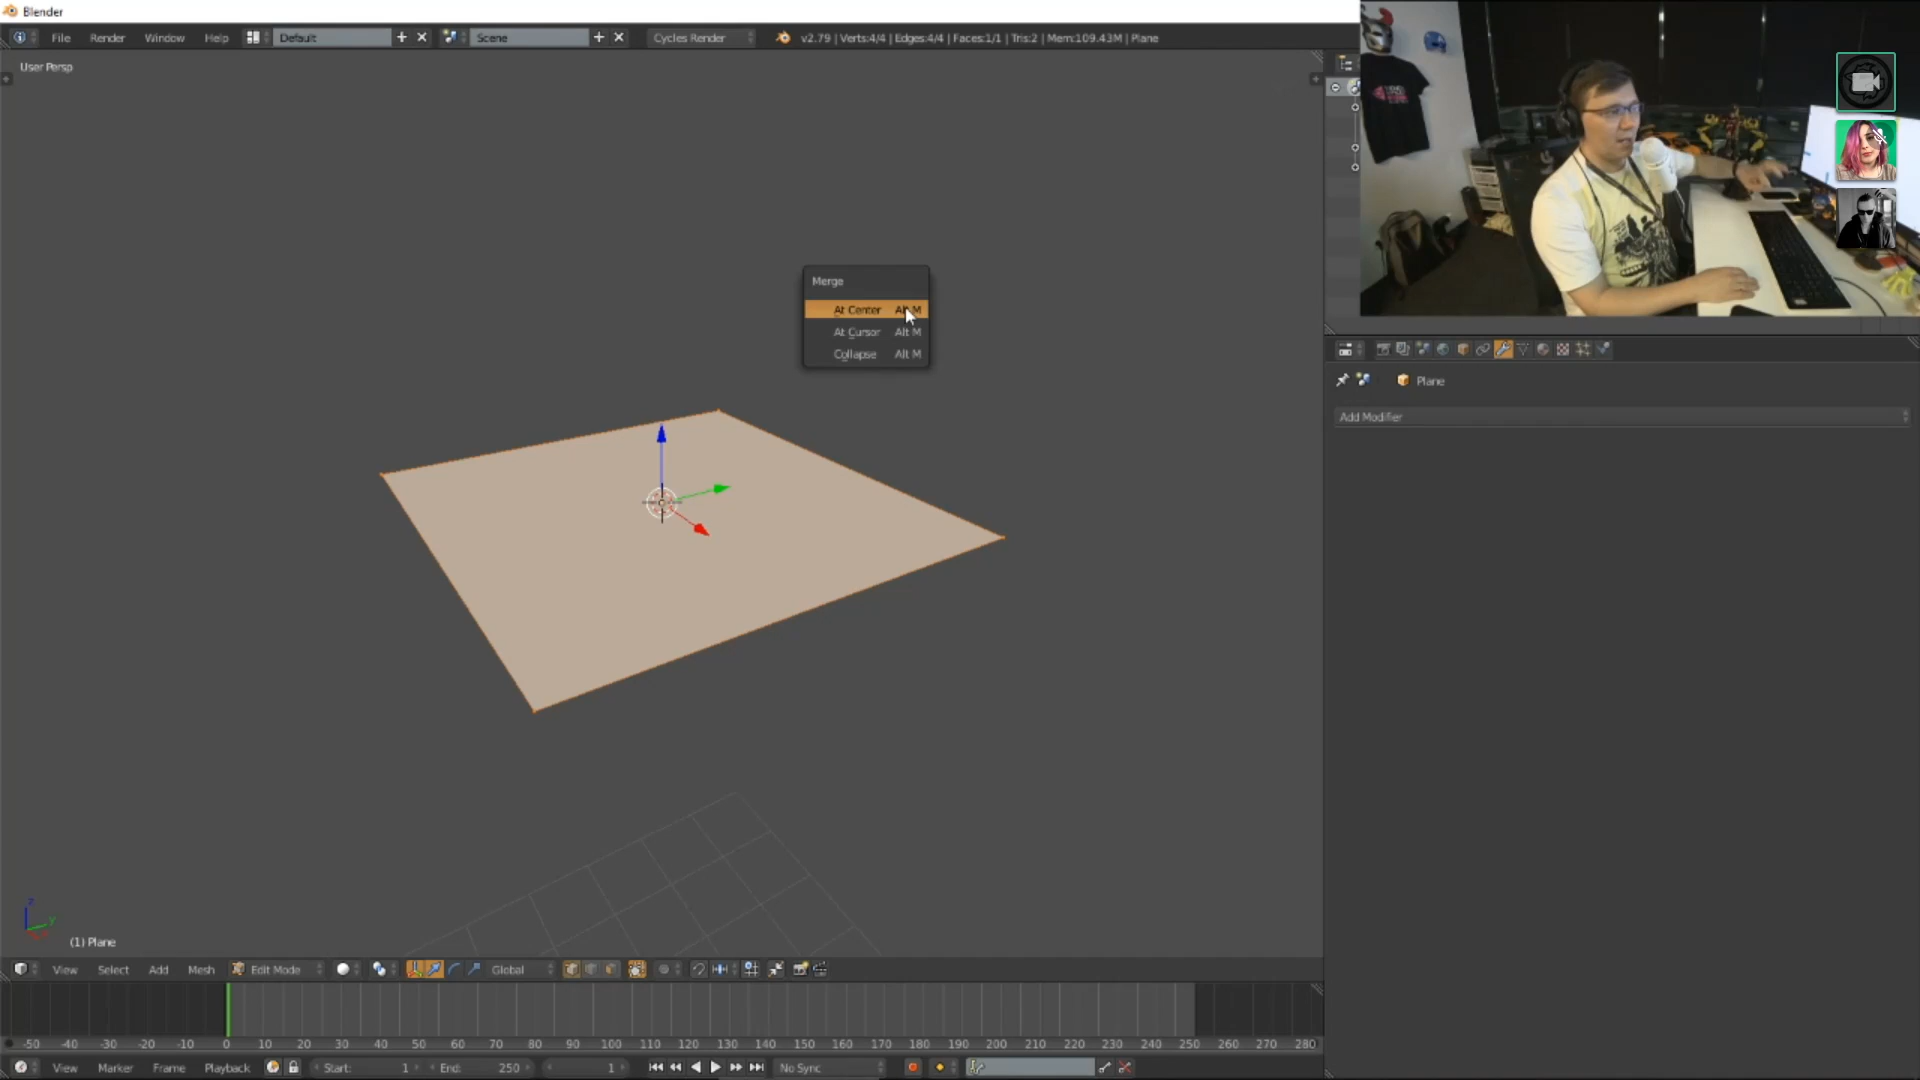 Blender
File Render Window Help Default Scene Cycles Render v2.79 | Verts:4/4 | Edges:4/4 | Faces:1/1 | Tris:2 | Mem:109.43M | Plane
User Persp
Merge
At Center Alt M
At Cursor Alt M
Collapse Alt M
Plane
Add Modifier
z
y
(1) Plane
View Select Add Mesh Edit Mode Global
-50 -40 -30 -20 -10 0 10 20 30 40 50 60 70 80 90 100 110 120 130 140 150 160 170 180 190 200 210 220 230 240 250 260 270 280
View Marker Frame Playback Start: 1 End: 250 1 No Sync